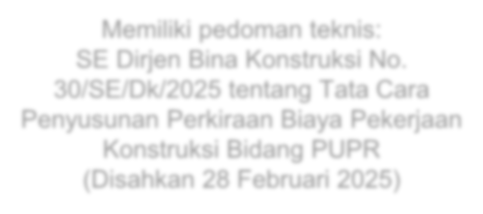 Memiliki pedoman teknis:
SE Dirjen Bina Konstruksi No.
30/SE/Dk/2025 tentang Tata Cara
Penyusunan Perkiraan Biaya Pekerjaan
Konstruksi Bidang PUPR
(Disahkan 28 Februari 2025)